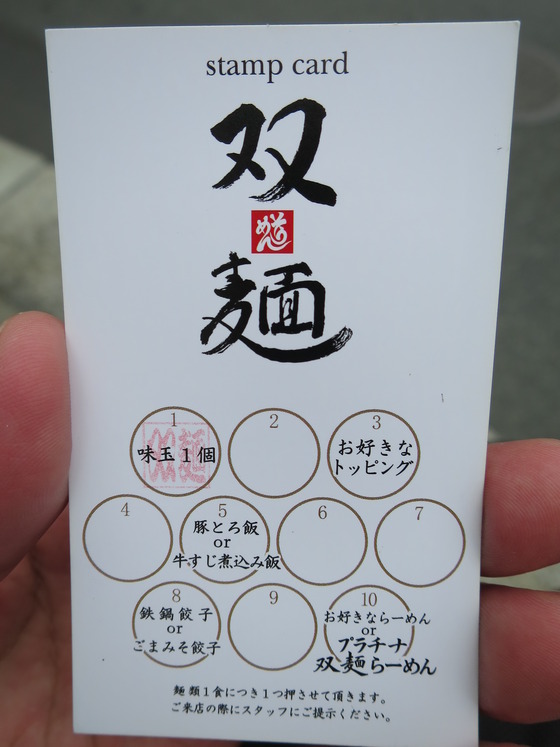 stamp card
双
そうめん
麺
1
味玉1個
2
3
お好きな
トッピング
4
5
豚とろ飯
or
牛すじ煮込み飯
6
7
8
鉄鍋餃子
or
ごまみそ餃子
9
10
お好きならーめん
or
プラチナ
双麺らーめん
麺類1食につき1つ押させて頂きます。
ご来店の際にスタッフにご提示ください。